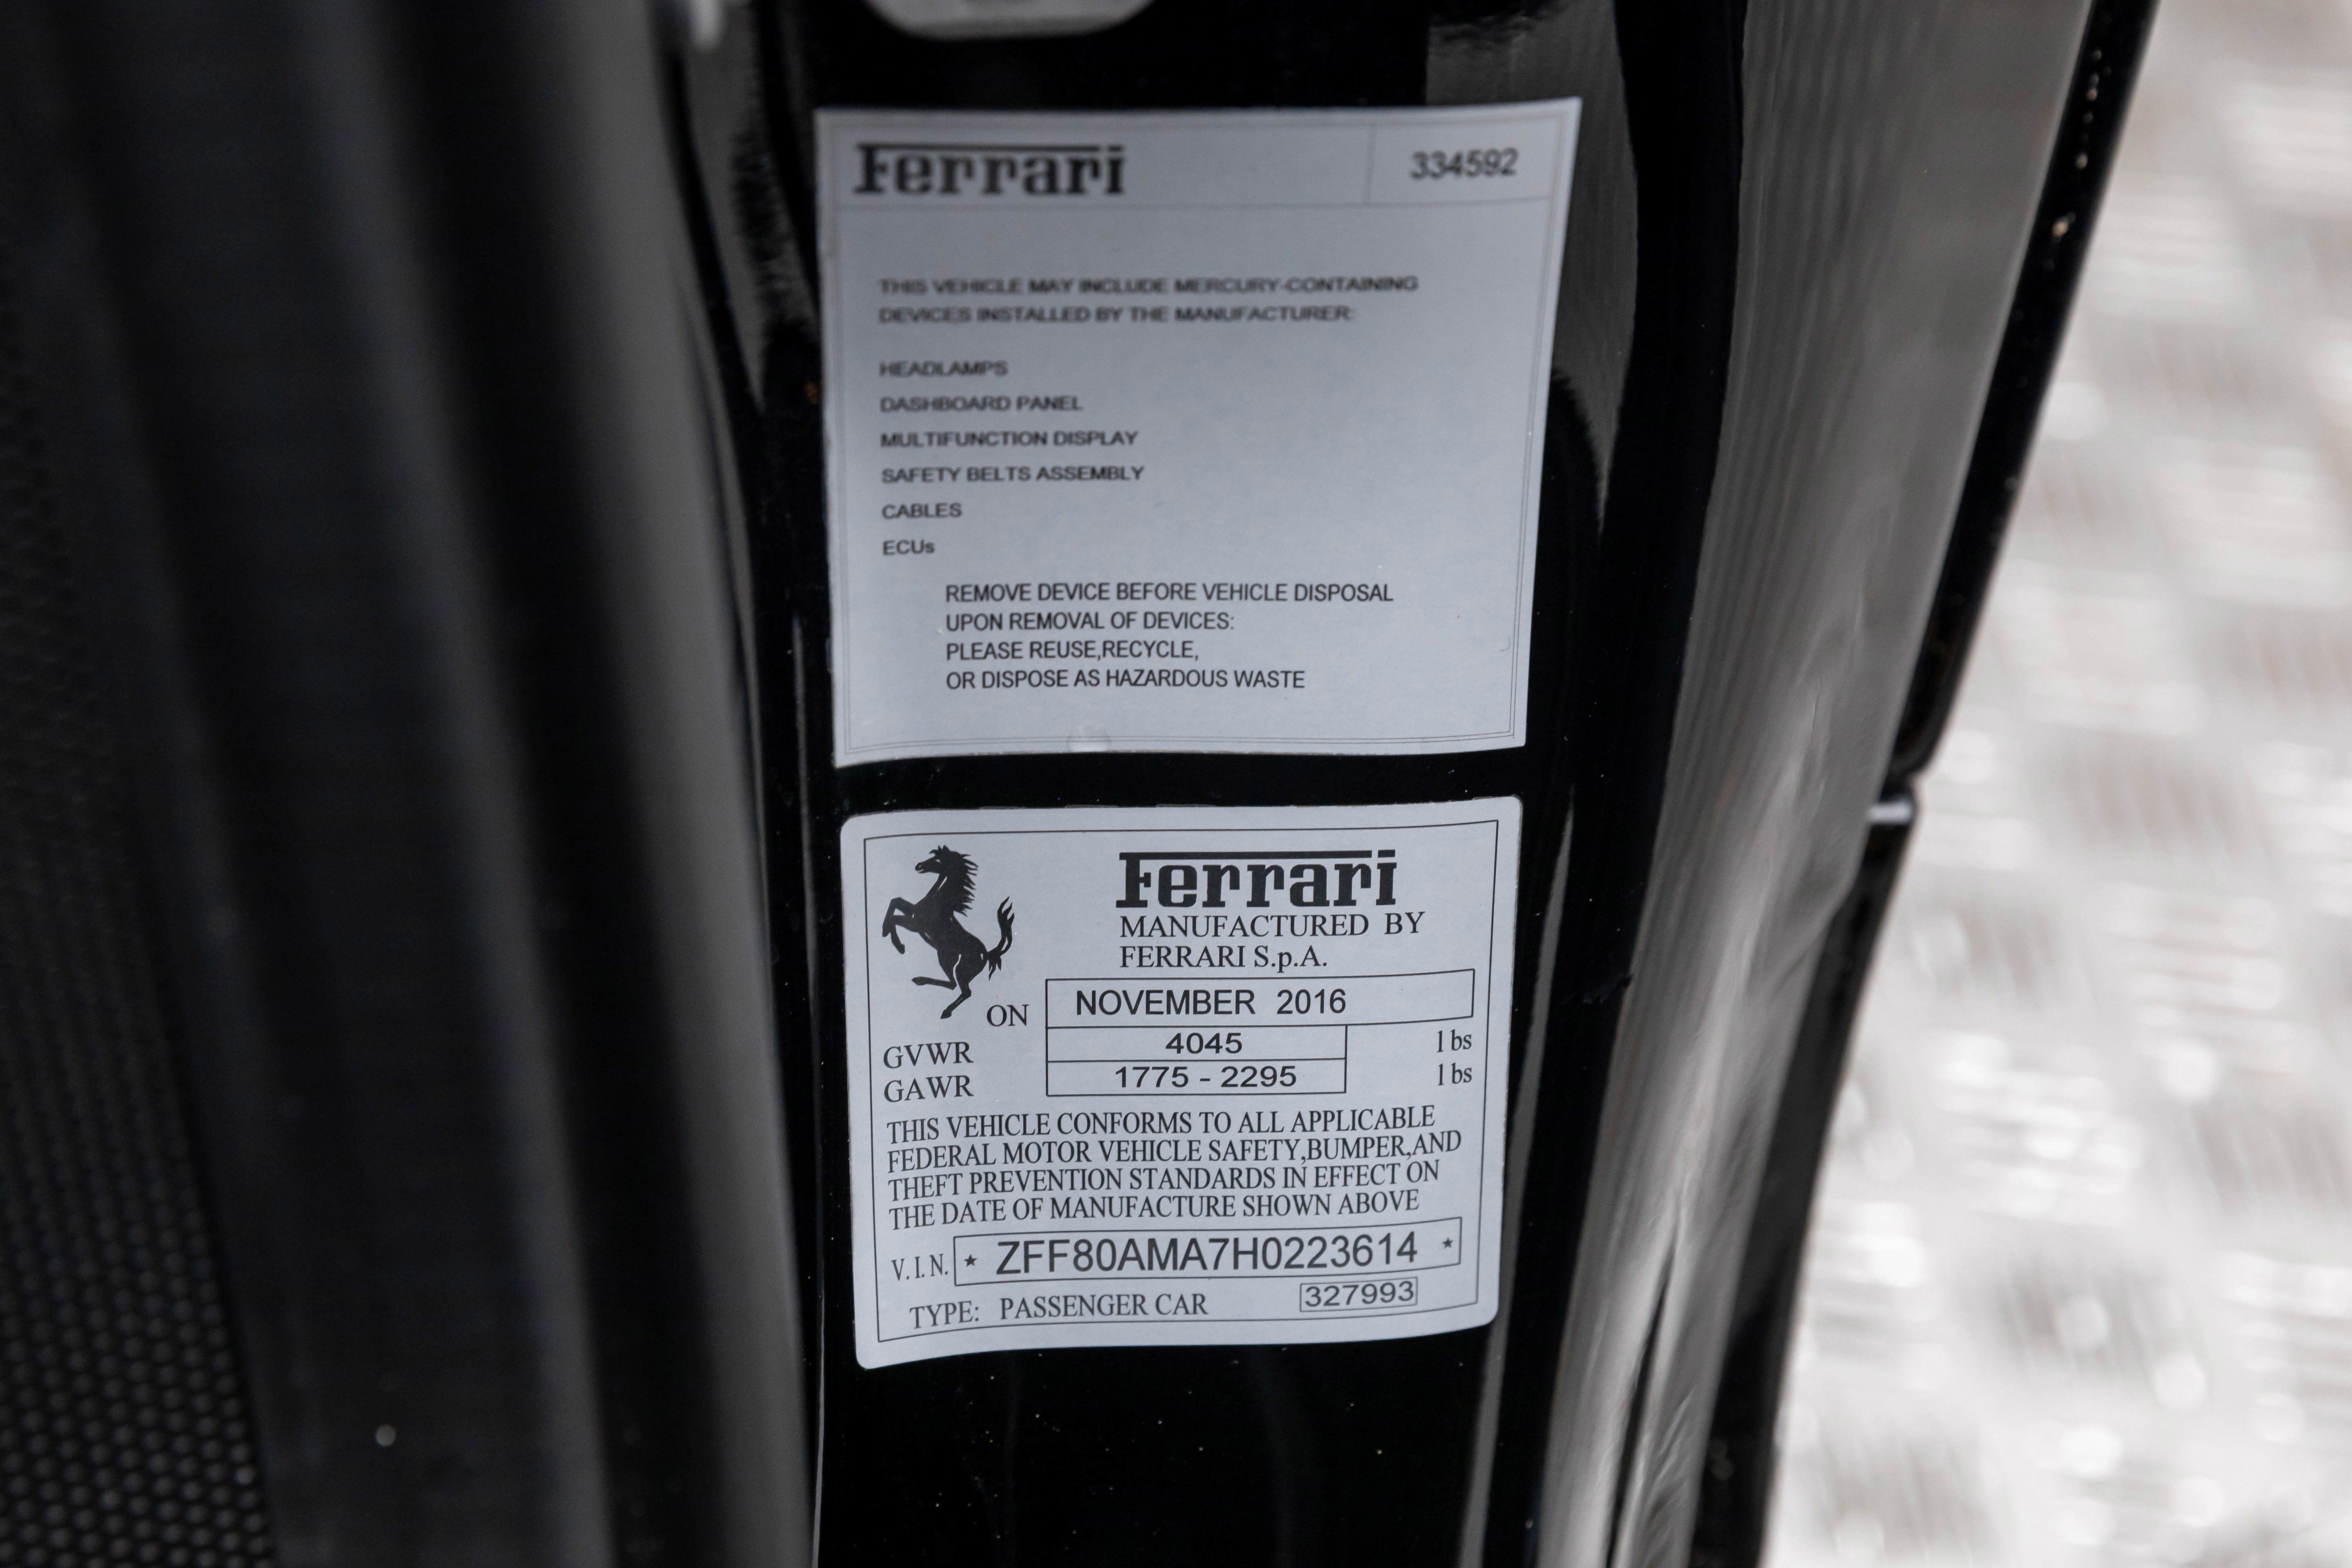 Ferrari 334592
THIS VEHICLE MAY INCLUDE MERCURY-CONTAINING
DEVICES INSTALLED BY THE MANUFACTURER:
HEADLAMPS
DASHBOARD PANEL
MULTIFUNCTION DISPLAY
SAFETY BELTS ASSEMBLY
CABLES
ECUs
REMOVE DEVICE BEFORE VEHICLE DISPOSAL
UPON REMOVAL OF DEVICES:
PLEASE REUSE,RECYCLE,
OR DISPOSE AS HAZARDOUS WASTE
Ferrari
MANUFACTURED BY
FERRARI S.p.A.
ON NOVEMBER 2016
GVWR 4045 lbs
GAWR 1775 - 2295 lbs
THIS VEHICLE CONFORMS TO ALL APPLICABLE
FEDERAL MOTOR VEHICLE SAFETY,BUMPER,AND
THEFT PREVENTION STANDARDS IN EFFECT ON
THE DATE OF MANUFACTURE SHOWN ABOVE
V.I.N. * ZFF80AMA7H0223614 *
TYPE: PASSENGER CAR 327993